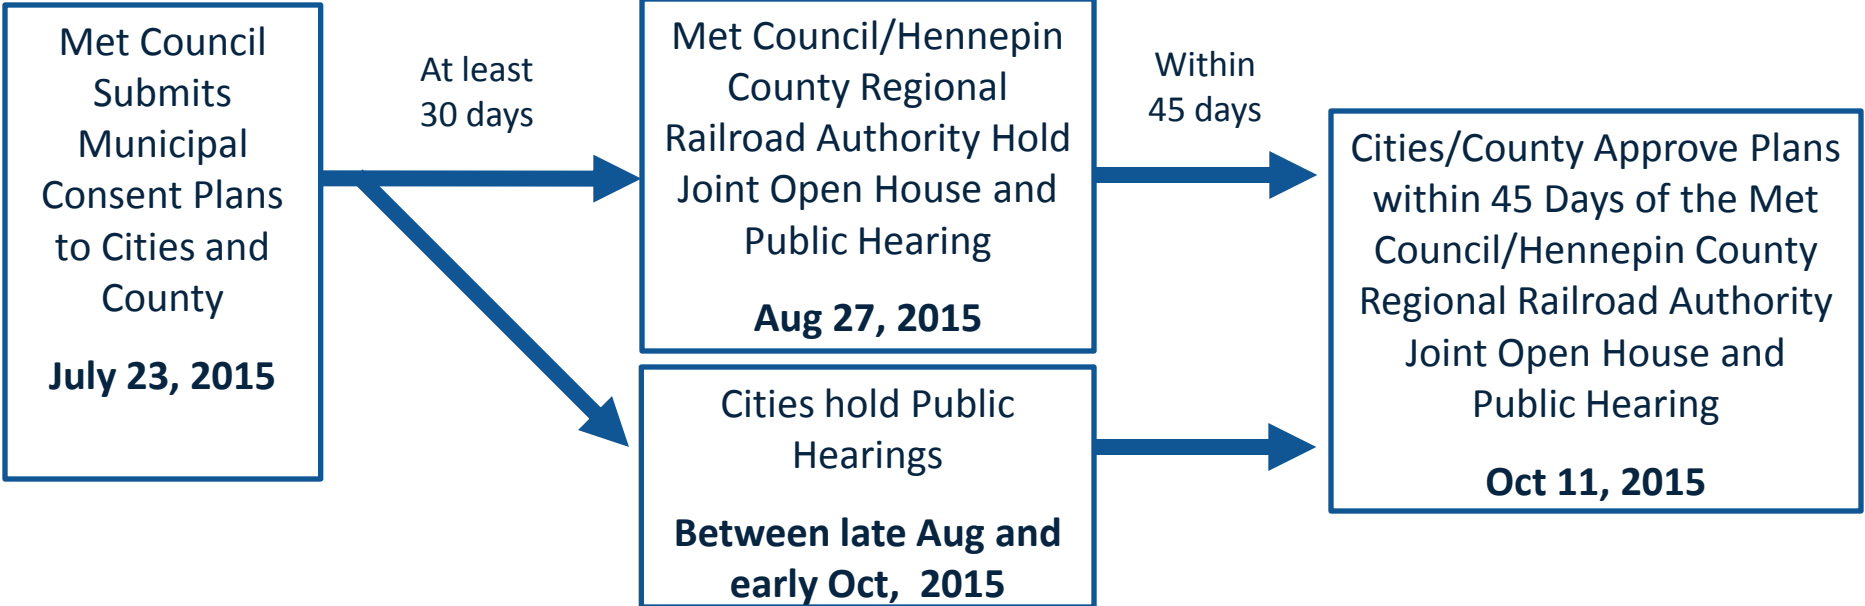 Met Council
Submits
Municipal
Consent Plans
to Cities and
County
July 23, 2015
At least
30 days
Met Council/Hennepin
County Regional
Railroad Authority Hold
Joint Open House and
Public Hearing
Aug 27, 2015
Cities hold Public
Hearings
Between late Aug and
early Oct,  2015
Within
45 days
Cities/County Approve Plans
within 45 Days of the Met
Council/Hennepin County
Regional Railroad Authority
Joint Open House and
Public Hearing
Oct 11, 2015